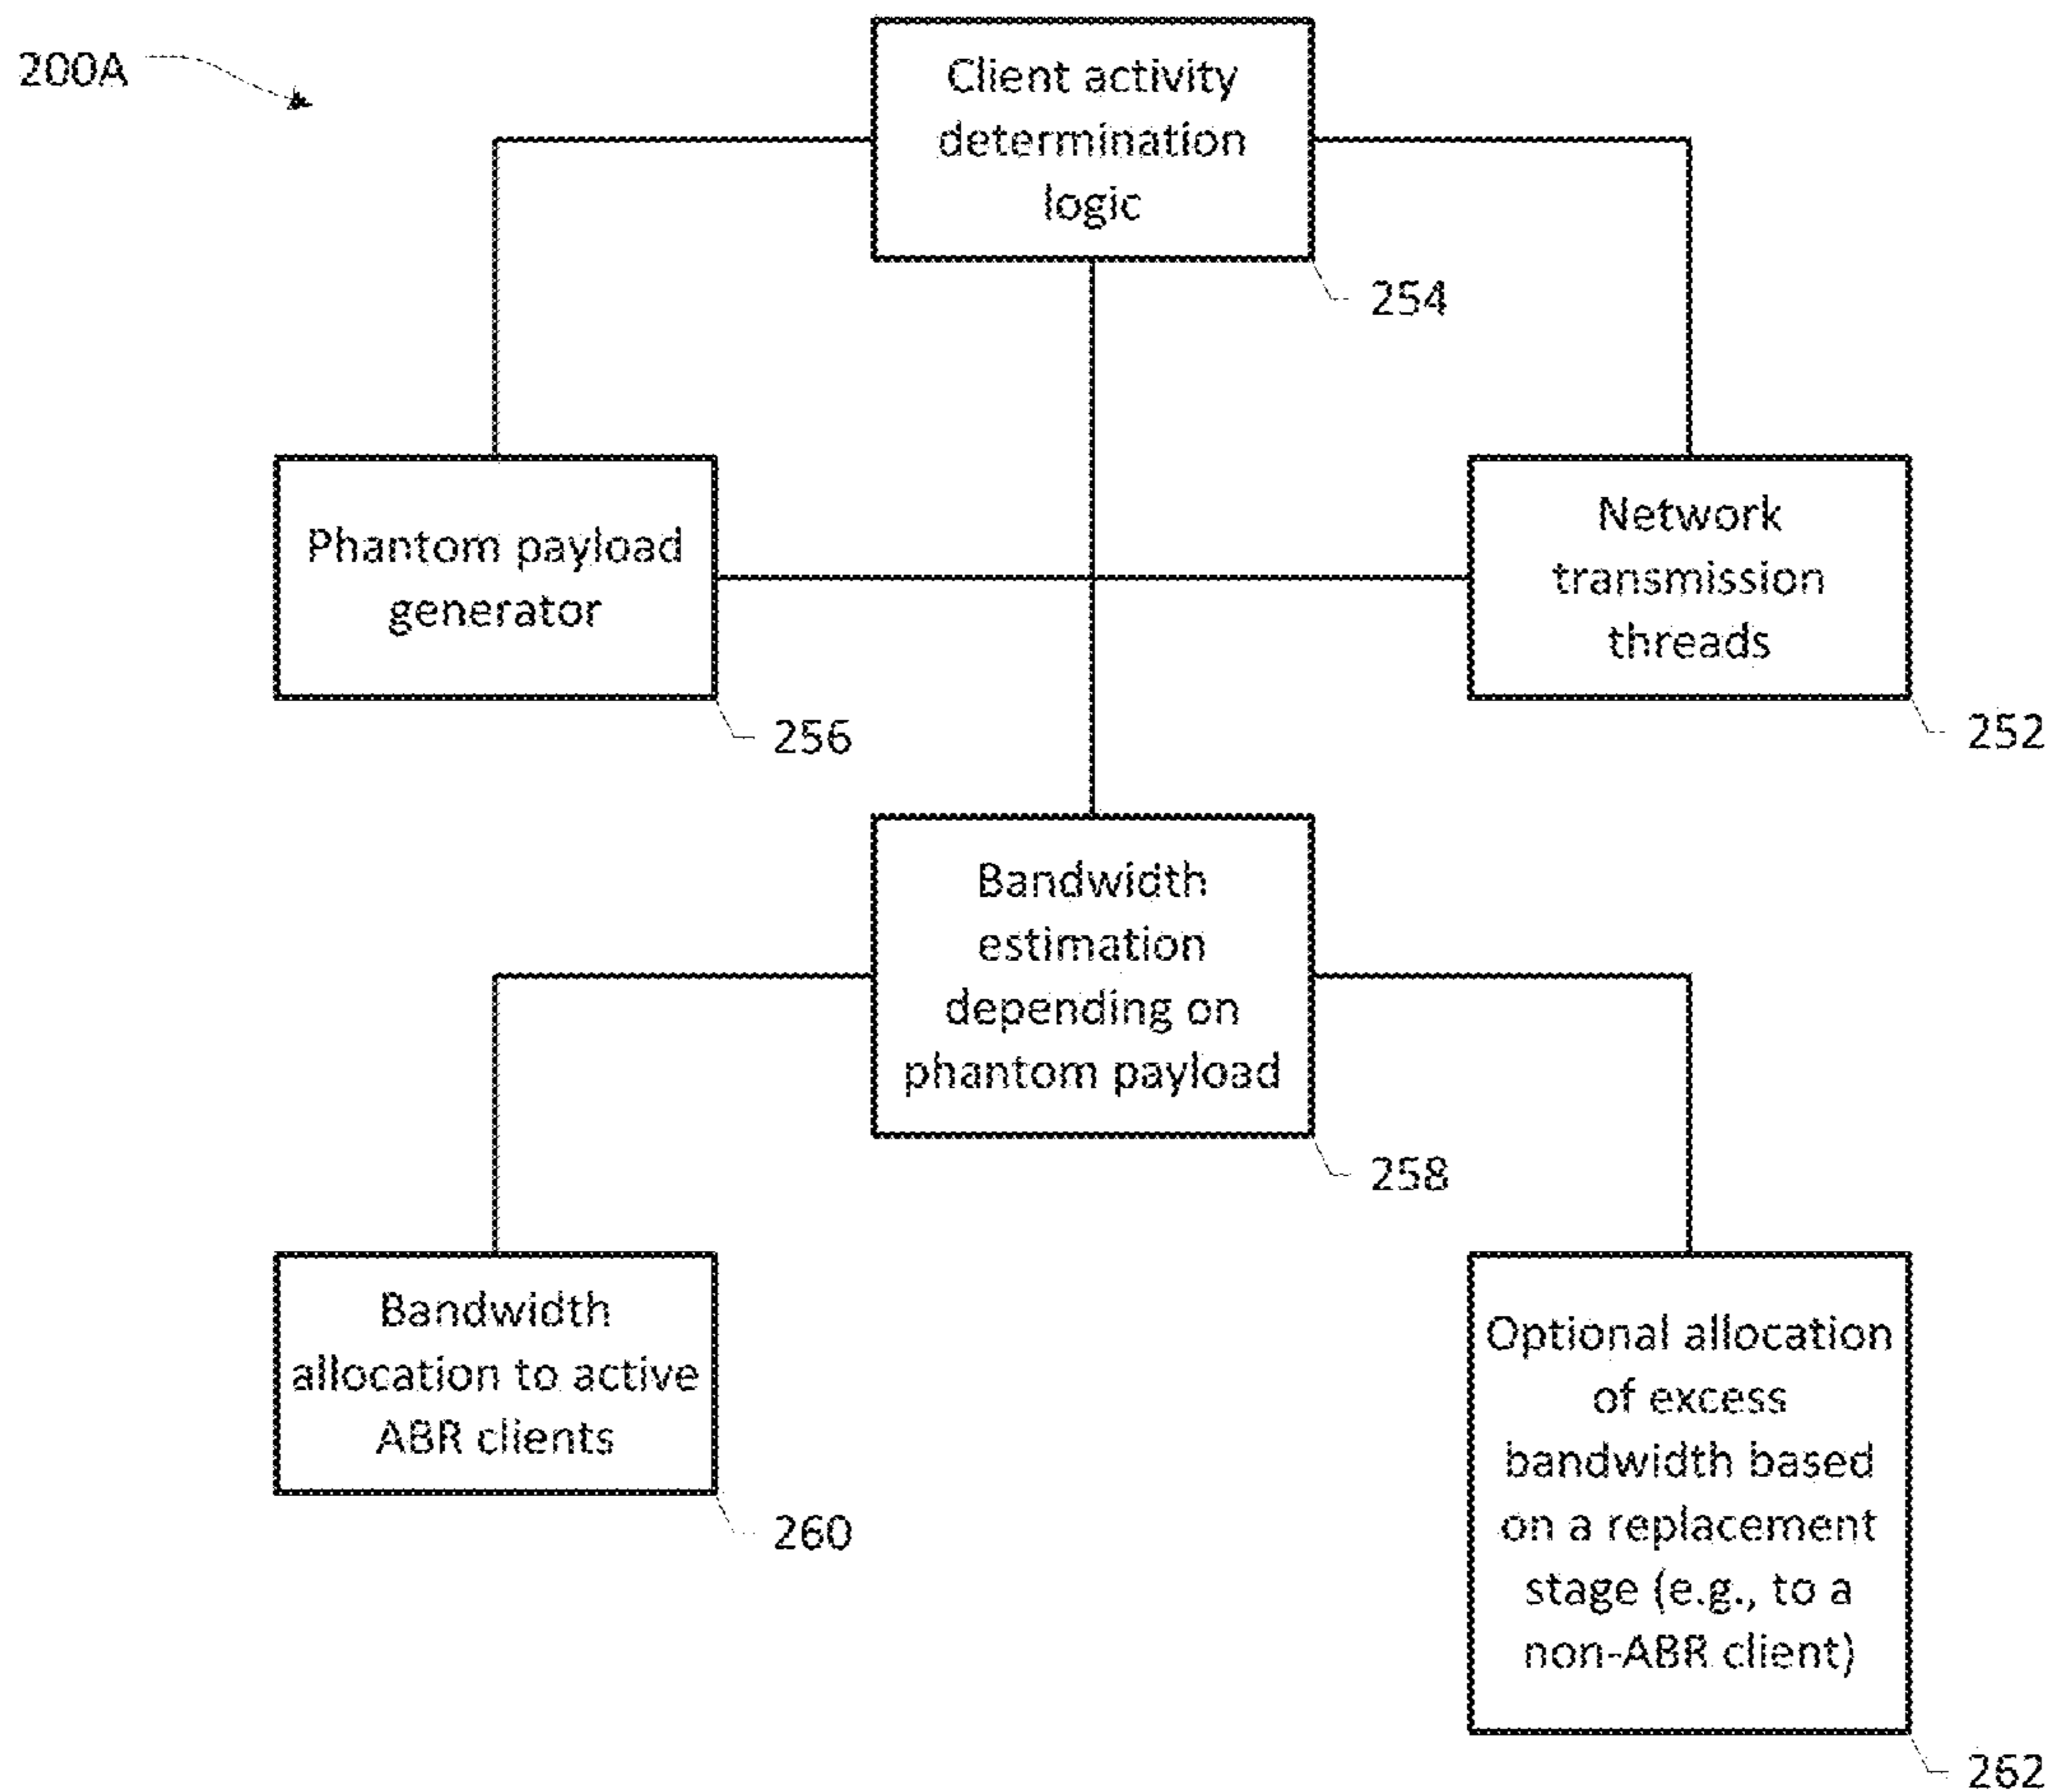 200A
Client activity
determination
logic
254
Phantom payload
generator
256
Network
transmission
threads
252
Bandwidth
estimation
depending on
phantom payload
258
Bandwidth
allocation to active
ABR clients
260
Optional allocation
of excess
bandwidth based
on a replacement
stage (e.g., to a
non-ABR client)
262